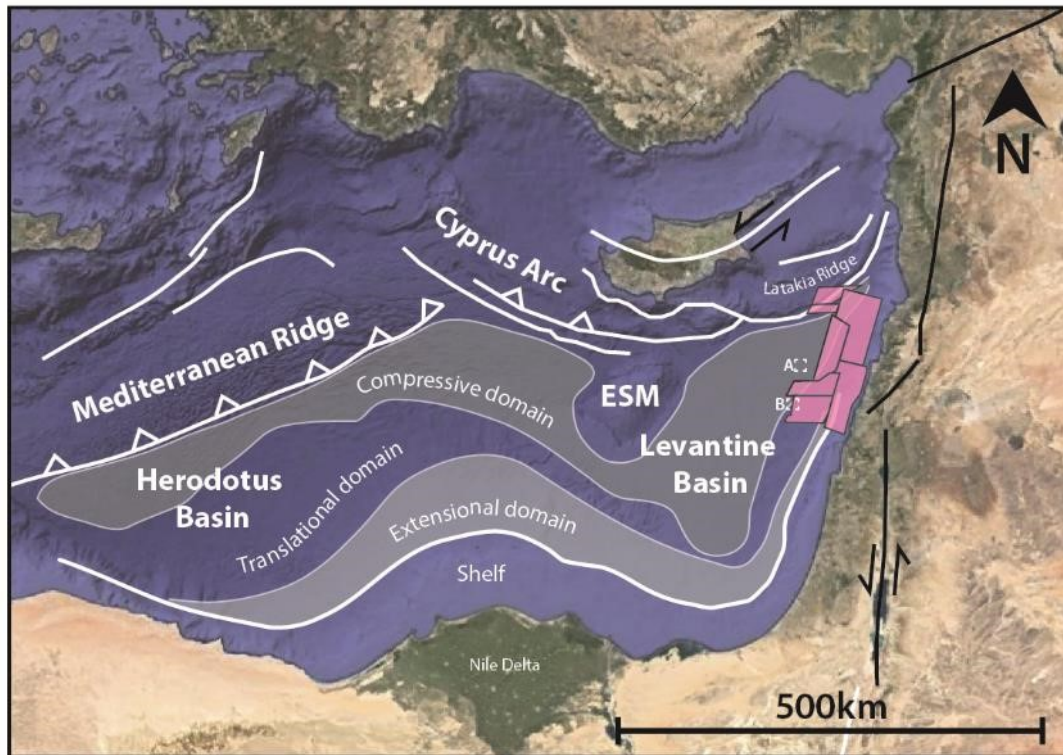 N
Cyprus Arc
Latakia Ridge
Mediterranean Ridge
Compressive domain
A
ESM
B
Levantine
Basin
Herodotus
Basin
Translational domain
Extensional domain
Shelf
Nile Delta
500km